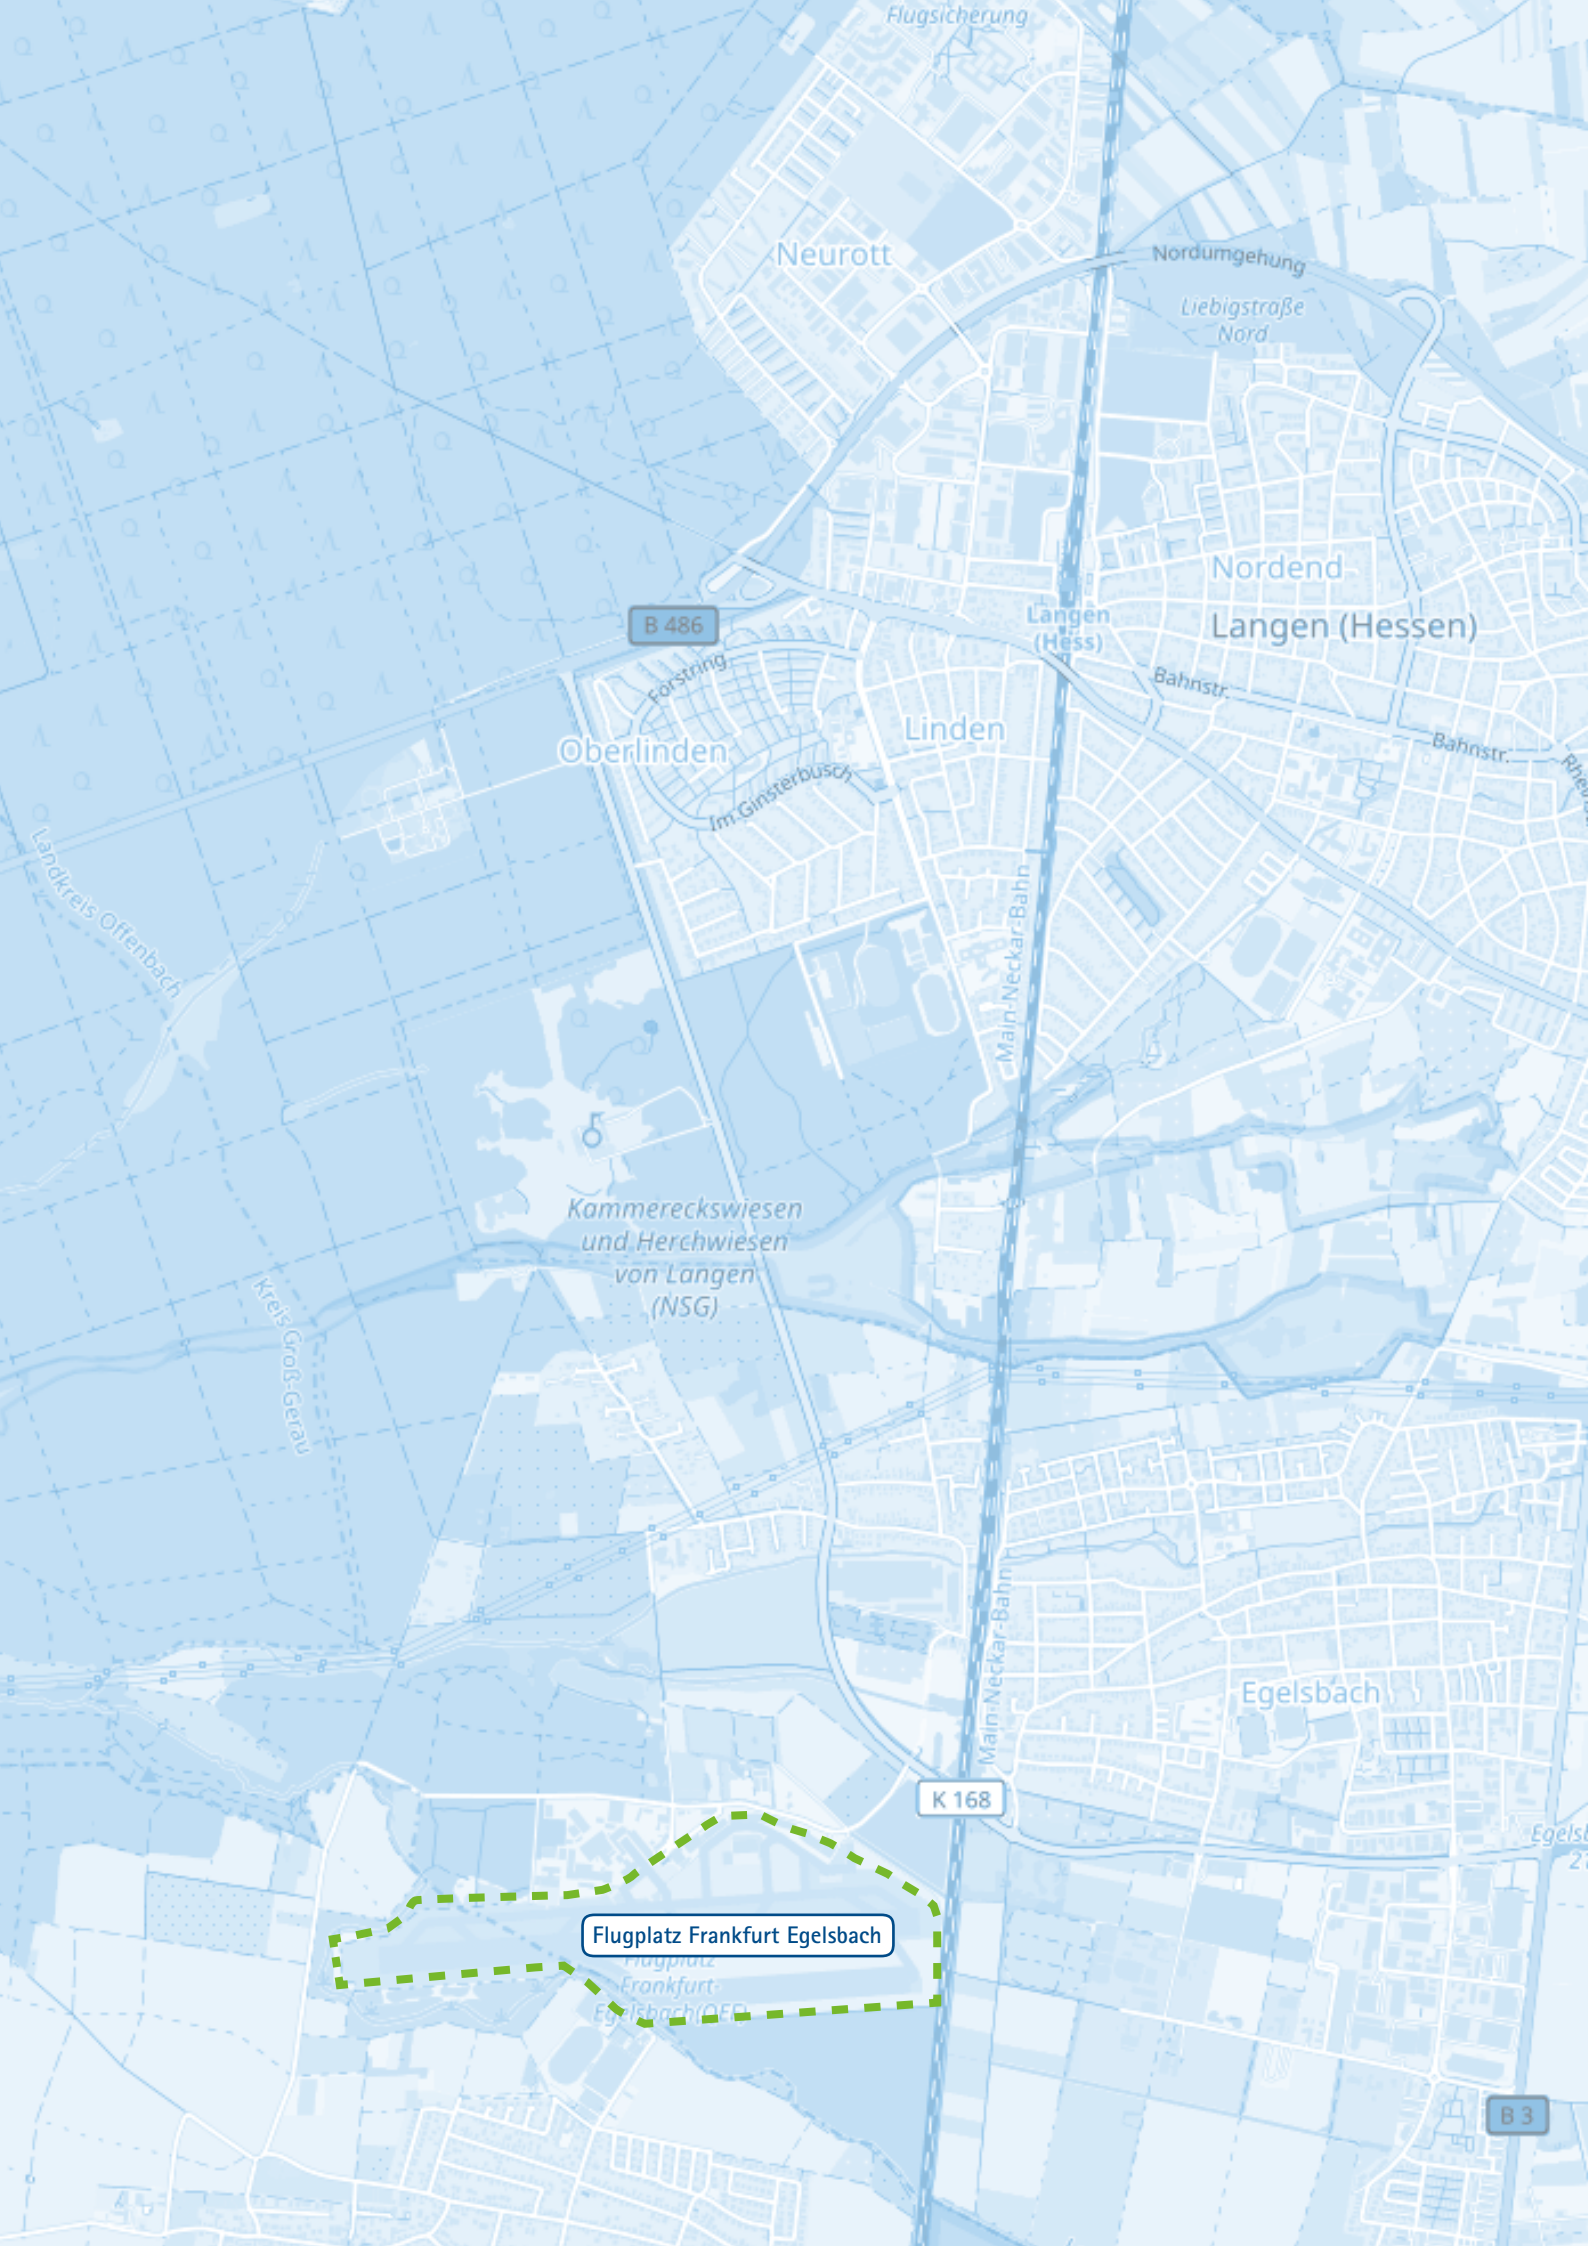 Flugsicherung
Neurott
Nordumgehung
Liebigstraße
Nord
Nordend
Langen (Hessen)
Langen
(Hess)
B 486
Forstring
Bahnstr.
Linden
Oberlinden
Bahnstr.
Im Ginsterbusch
Landkreis Offenbach
Main-Neckar-Bahn
Kammereckswiesen
und Herchwiesen
von Langen
(NSG)
Kreis Groß-Gerau
Main-Neckar-Bahn
Egelsbach
K 168
Flugplatz Frankfurt Egelsbach
Flugplatz
Frankfurt-
Egelsbach
B 3